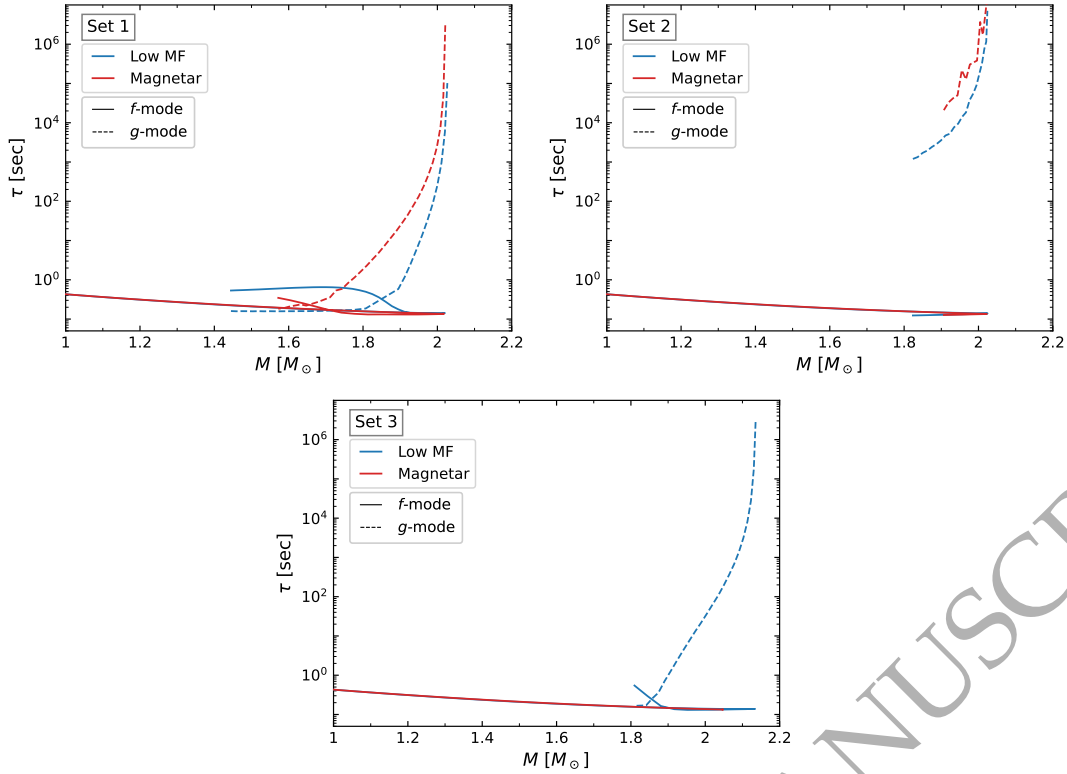 Set 1
Low MF
Magnetar
f-mode
g-mode
10^6
10^4
10^2
10^0
τ [sec]
1 1.2 1.4 1.6 1.8 2 2.2
M [M⊙]
Set 2
Low MF
Magnetar
f-mode
g-mode
10^6
10^4
10^2
10^0
τ [sec]
1 1.2 1.4 1.6 1.8 2 2.2
M [M⊙]
Set 3
Low MF
Magnetar
f-mode
g-mode
10^6
10^4
10^2
10^0
τ [sec]
1 1.2 1.4 1.6 1.8 2 2.2
M [M⊙]